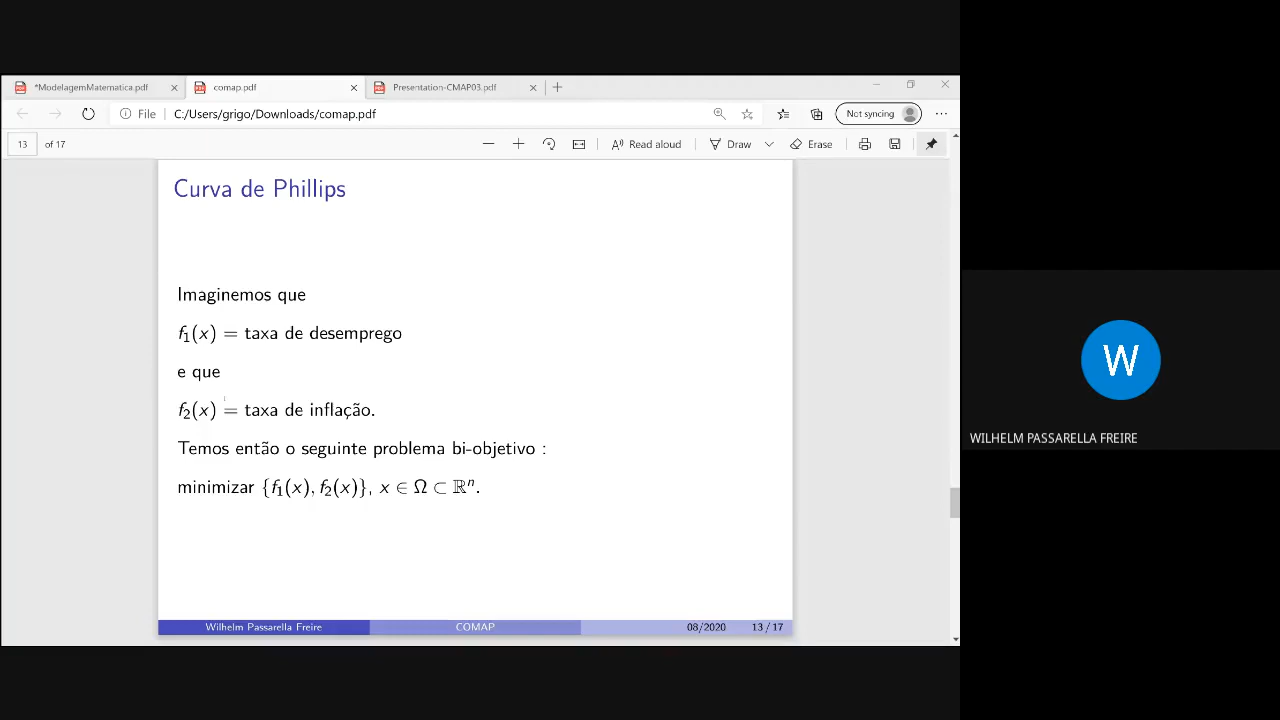 *ModelagemMatematica.pdf
comap.pdf
Presentation-CMAP03.pdf
File
C:/Users/grigo/Downloads/comap.pdf
Not syncing
13 of 17
Read aloud
Draw
Erase
Curva de Phillips
Imaginemos que
f₁(x) = taxa de desemprego
e que
f₂(x) = taxa de inflação.
Temos então o seguinte problema bi-objetivo :
minimizar {f₁(x), f₂(x)}, x ∈ Ω ⊂ ℝⁿ.
Wilhelm Passarella Freire
COMAP
08/2020
13 / 17
W
WILHELM PASSARELLA FREIRE